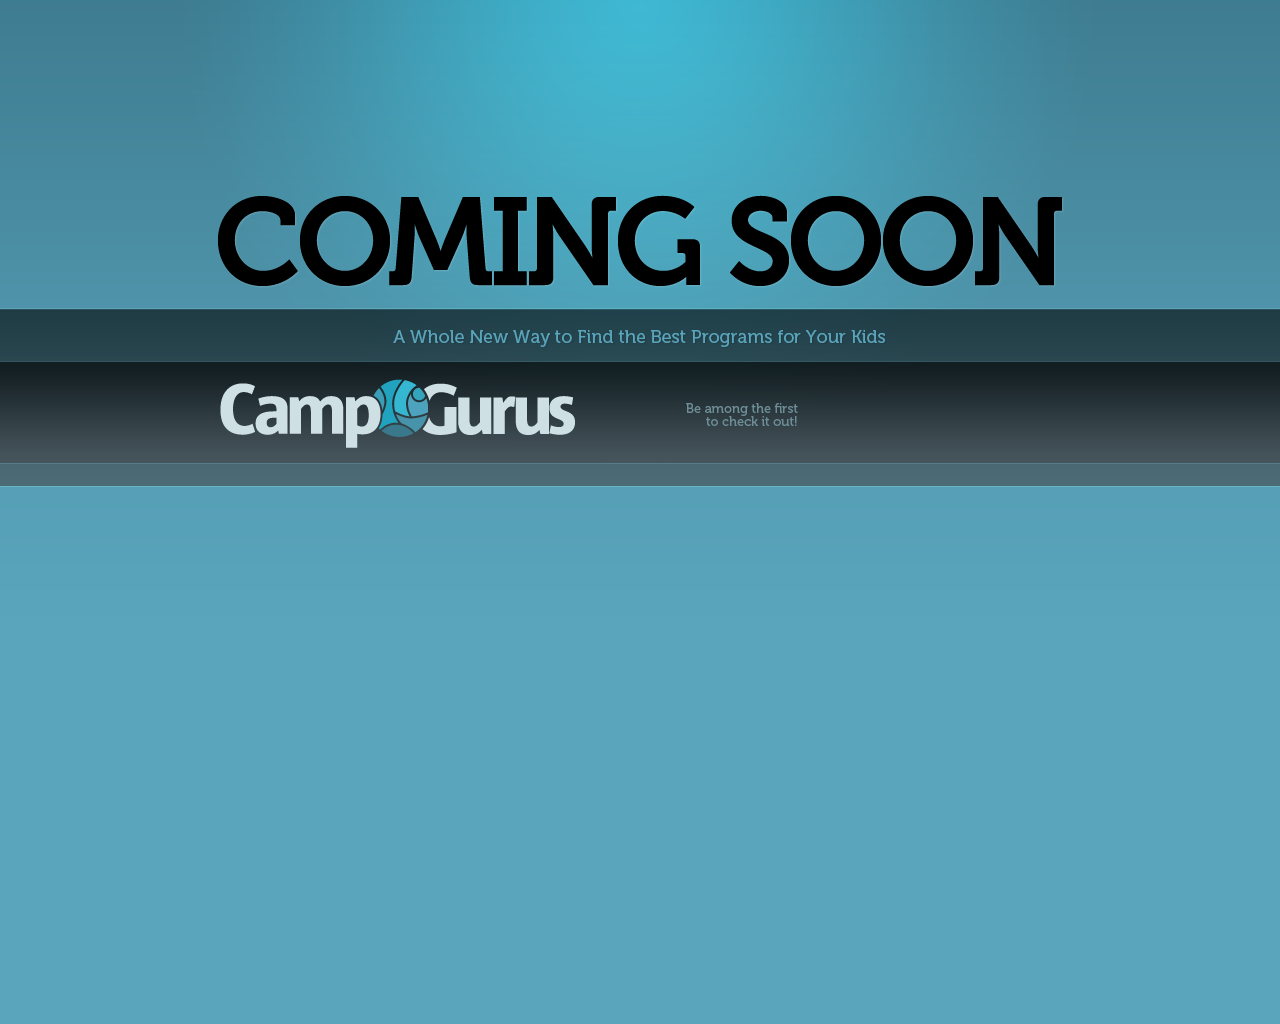 COMING SOON
A Whole New Way to Find the Best Programs for Your Kids
CampGurus
Be among the first
to check it out!